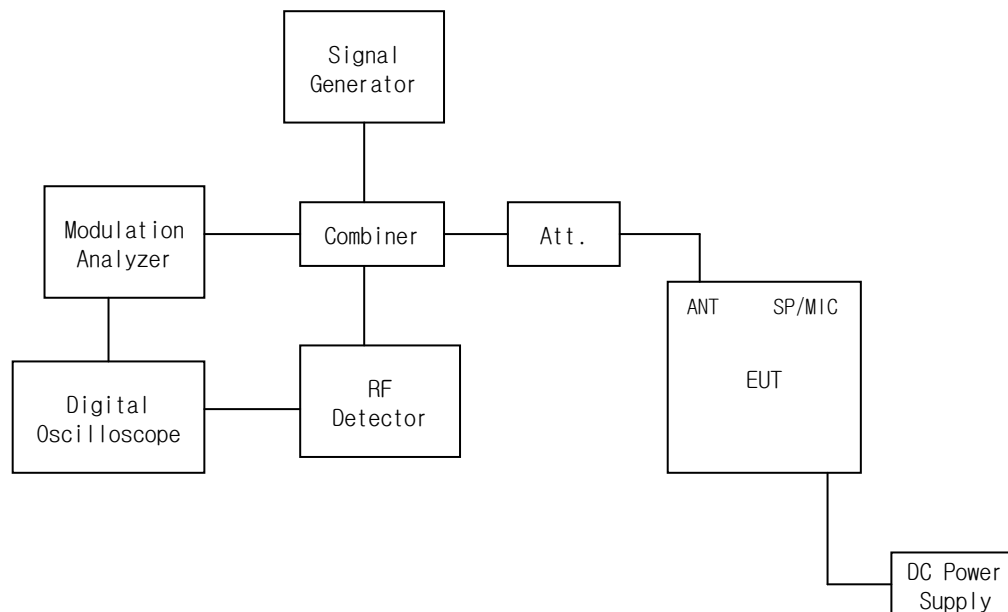 Signal
Generator
Modulation
Analyzer
Combiner
Att.
ANT SP/MIC
EUT
Digital
Oscilloscope
RF
Detector
DC Power
Supply